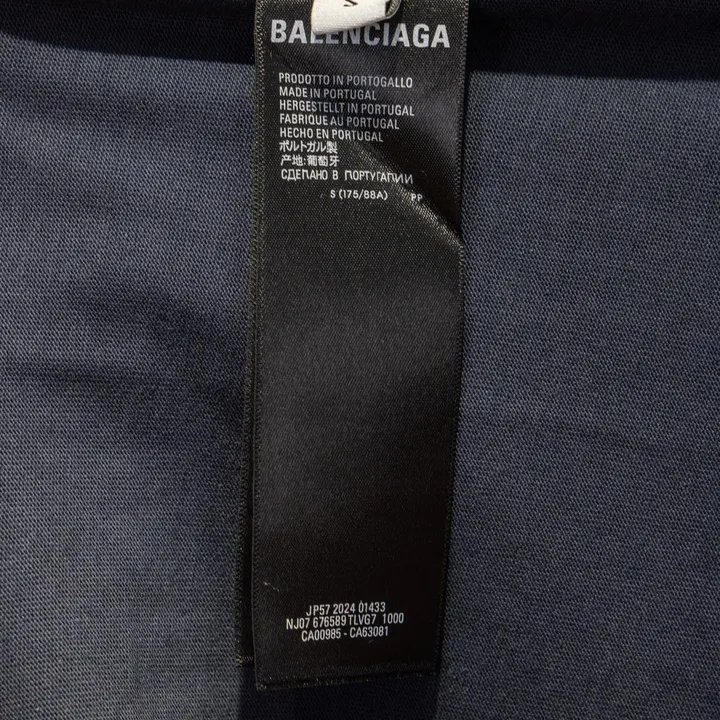 BALENCIAGA
PRODOTTO IN PORTOGALLO
MADE IN PORTUGAL
HERGESTELLT IN PORTUGAL
FABRIQUE AU PORTUGAL
HECHO EN PORTUGAL
ポルトガル製
产地:葡萄牙
СДЕЛАНО В ПОРТУГАЛИИ
S (175/88A) PP
JP57 2024 01433
NJ07 676589 TLVG7 1000
CA00985 - CA63081